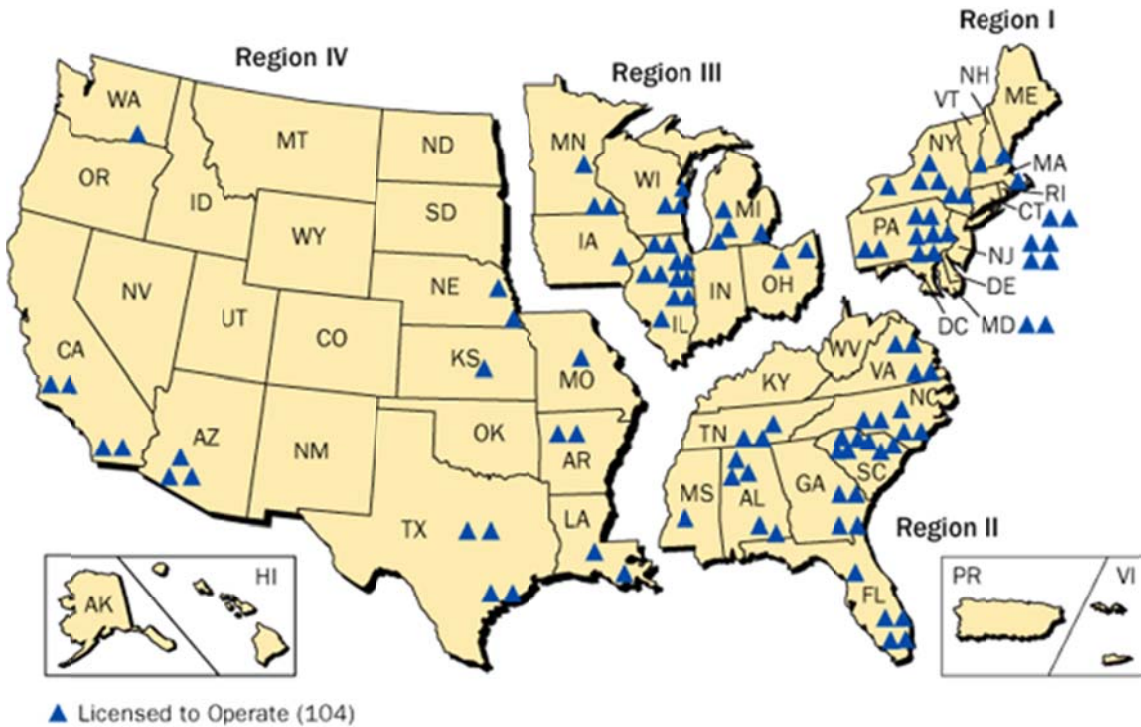 Region I
Region IV
Region III
NH
WA
VT
ME
MT
ND
MN
NY
OR
MA
WI
ID
SD
MI
RI
CT
PA
WY
IA
NJ
NE
OH
NV
IN
DE
UT
CO
IL
DC
MD
CA
WV
KS
MO
KY
VA
NC
OK
TN
AZ
NM
AR
SC
MS
AL
GA
TX
LA
Region II
HI
PR
VI
AK
FL
Licensed to Operate (104)